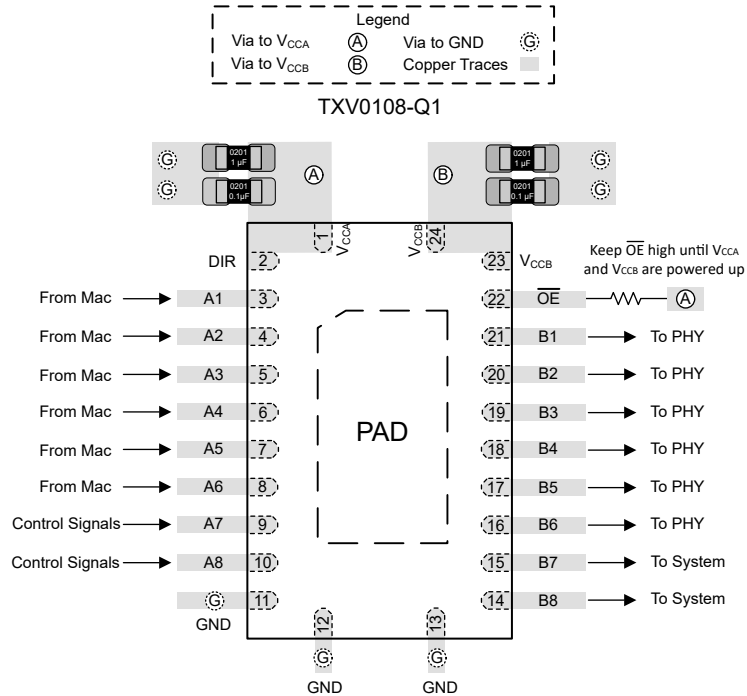 Legend
Via to VCCA A Via to GND G
Via to VCCB B Copper Traces
TXV0108-Q1
G 0201 1 µF A B 0201 1 µF G
G 0201 0.1µF 0201 0.1 µF G
1 VCCA VCCB 24
DIR 2 23 VCCB
Keep OE high until VCCA
and VCCB are powered up
From Mac A1 3 22 OE A
From Mac A2 4 21 B1 To PHY
From Mac A3 5 20 B2 To PHY
From Mac A4 6 19 B3 To PHY
PAD
From Mac A5 7 18 B4 To PHY
From Mac A6 8 17 B5 To PHY
Control Signals A7 9 16 B6 To PHY
Control Signals A8 10 15 B7 To System
G 11 14 B8 To System
GND 12 13
G G
GND GND